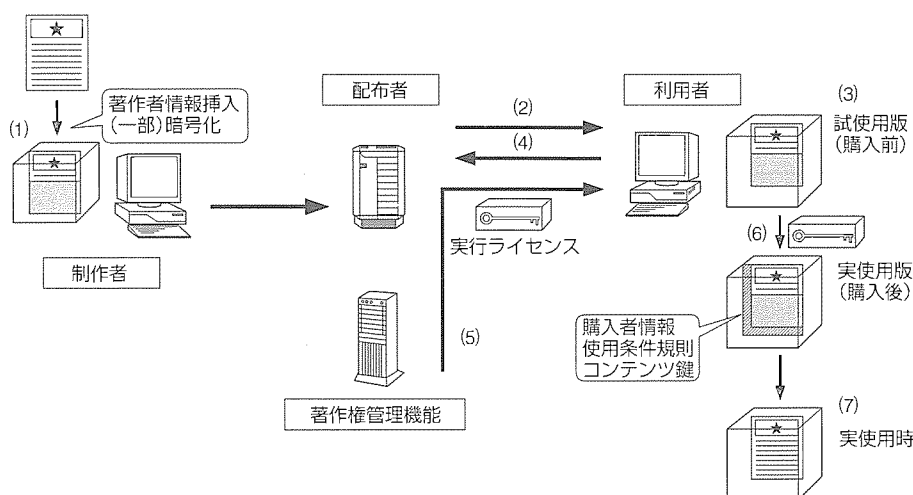 著作者情報挿入
(一部)暗号化
(1)
制作者
配布者
(2)
(4)
利用者
(3)
試使用版
(購入前)
実行ライセンス
(5)
著作権管理機能
(6)
実使用版
(購入後)
購入者情報
使用条件規則
コンテンツ鍵
(7)
実使用時